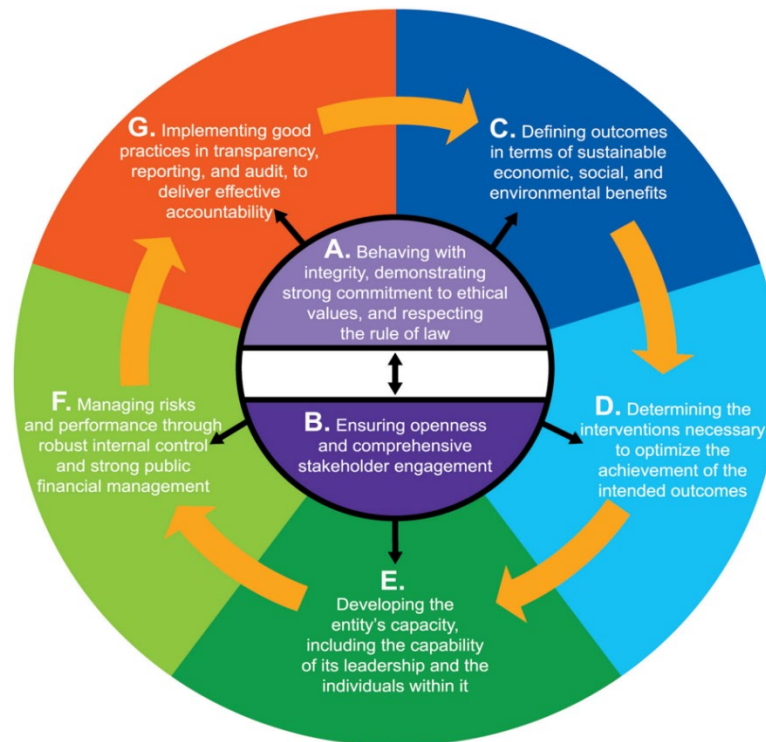 A. Behaving with
integrity, demonstrating
strong commitment to ethical
values, and respecting
the rule of law
B. Ensuring openness
and comprehensive
stakeholder engagement
C. Defining outcomes
in terms of sustainable
economic, social, and
environmental benefits
D. Determining the
interventions necessary
to optimize the
achievement of the
intended outcomes
E.
Developing the
entity's capacity,
including the capability
of its leadership and the
individuals within it
F. Managing risks
and performance through
robust internal control
and strong public
financial management
G. Implementing good
practices in transparency,
reporting, and audit, to
deliver effective
accountability